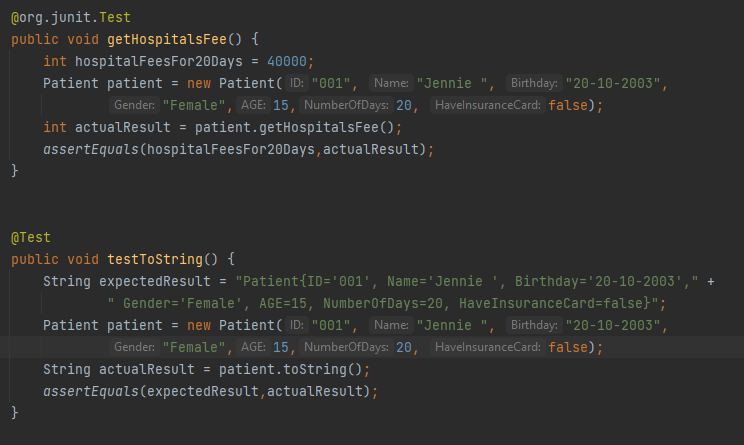 @org.junit.Test
public void getHospitalsFee() {
    int hospitalFeesFor20Days = 40000;
    Patient patient = new Patient( ID: "001", Name: "Jennie ", Birthday: "20-10-2003",
            Gender: "Female", AGE: 15, NumberOfDays: 20, HaveInsuranceCard: false);
    int actualResult = patient.getHospitalsFee();
    assertEquals(hospitalFeesFor20Days,actualResult);
}
@Test
public void testToString() {
    String expectedResult = "Patient{ID='001', Name='Jennie ', Birthday='20-10-2003'," +
            " Gender='Female', AGE=15, NumberOfDays=20, HaveInsuranceCard=false}";
    Patient patient = new Patient( ID: "001", Name: "Jennie ", Birthday: "20-10-2003",
            Gender: "Female", AGE: 15, NumberOfDays: 20, HaveInsuranceCard: false);
    String actualResult = patient.toString();
    assertEquals(expectedResult,actualResult);
}